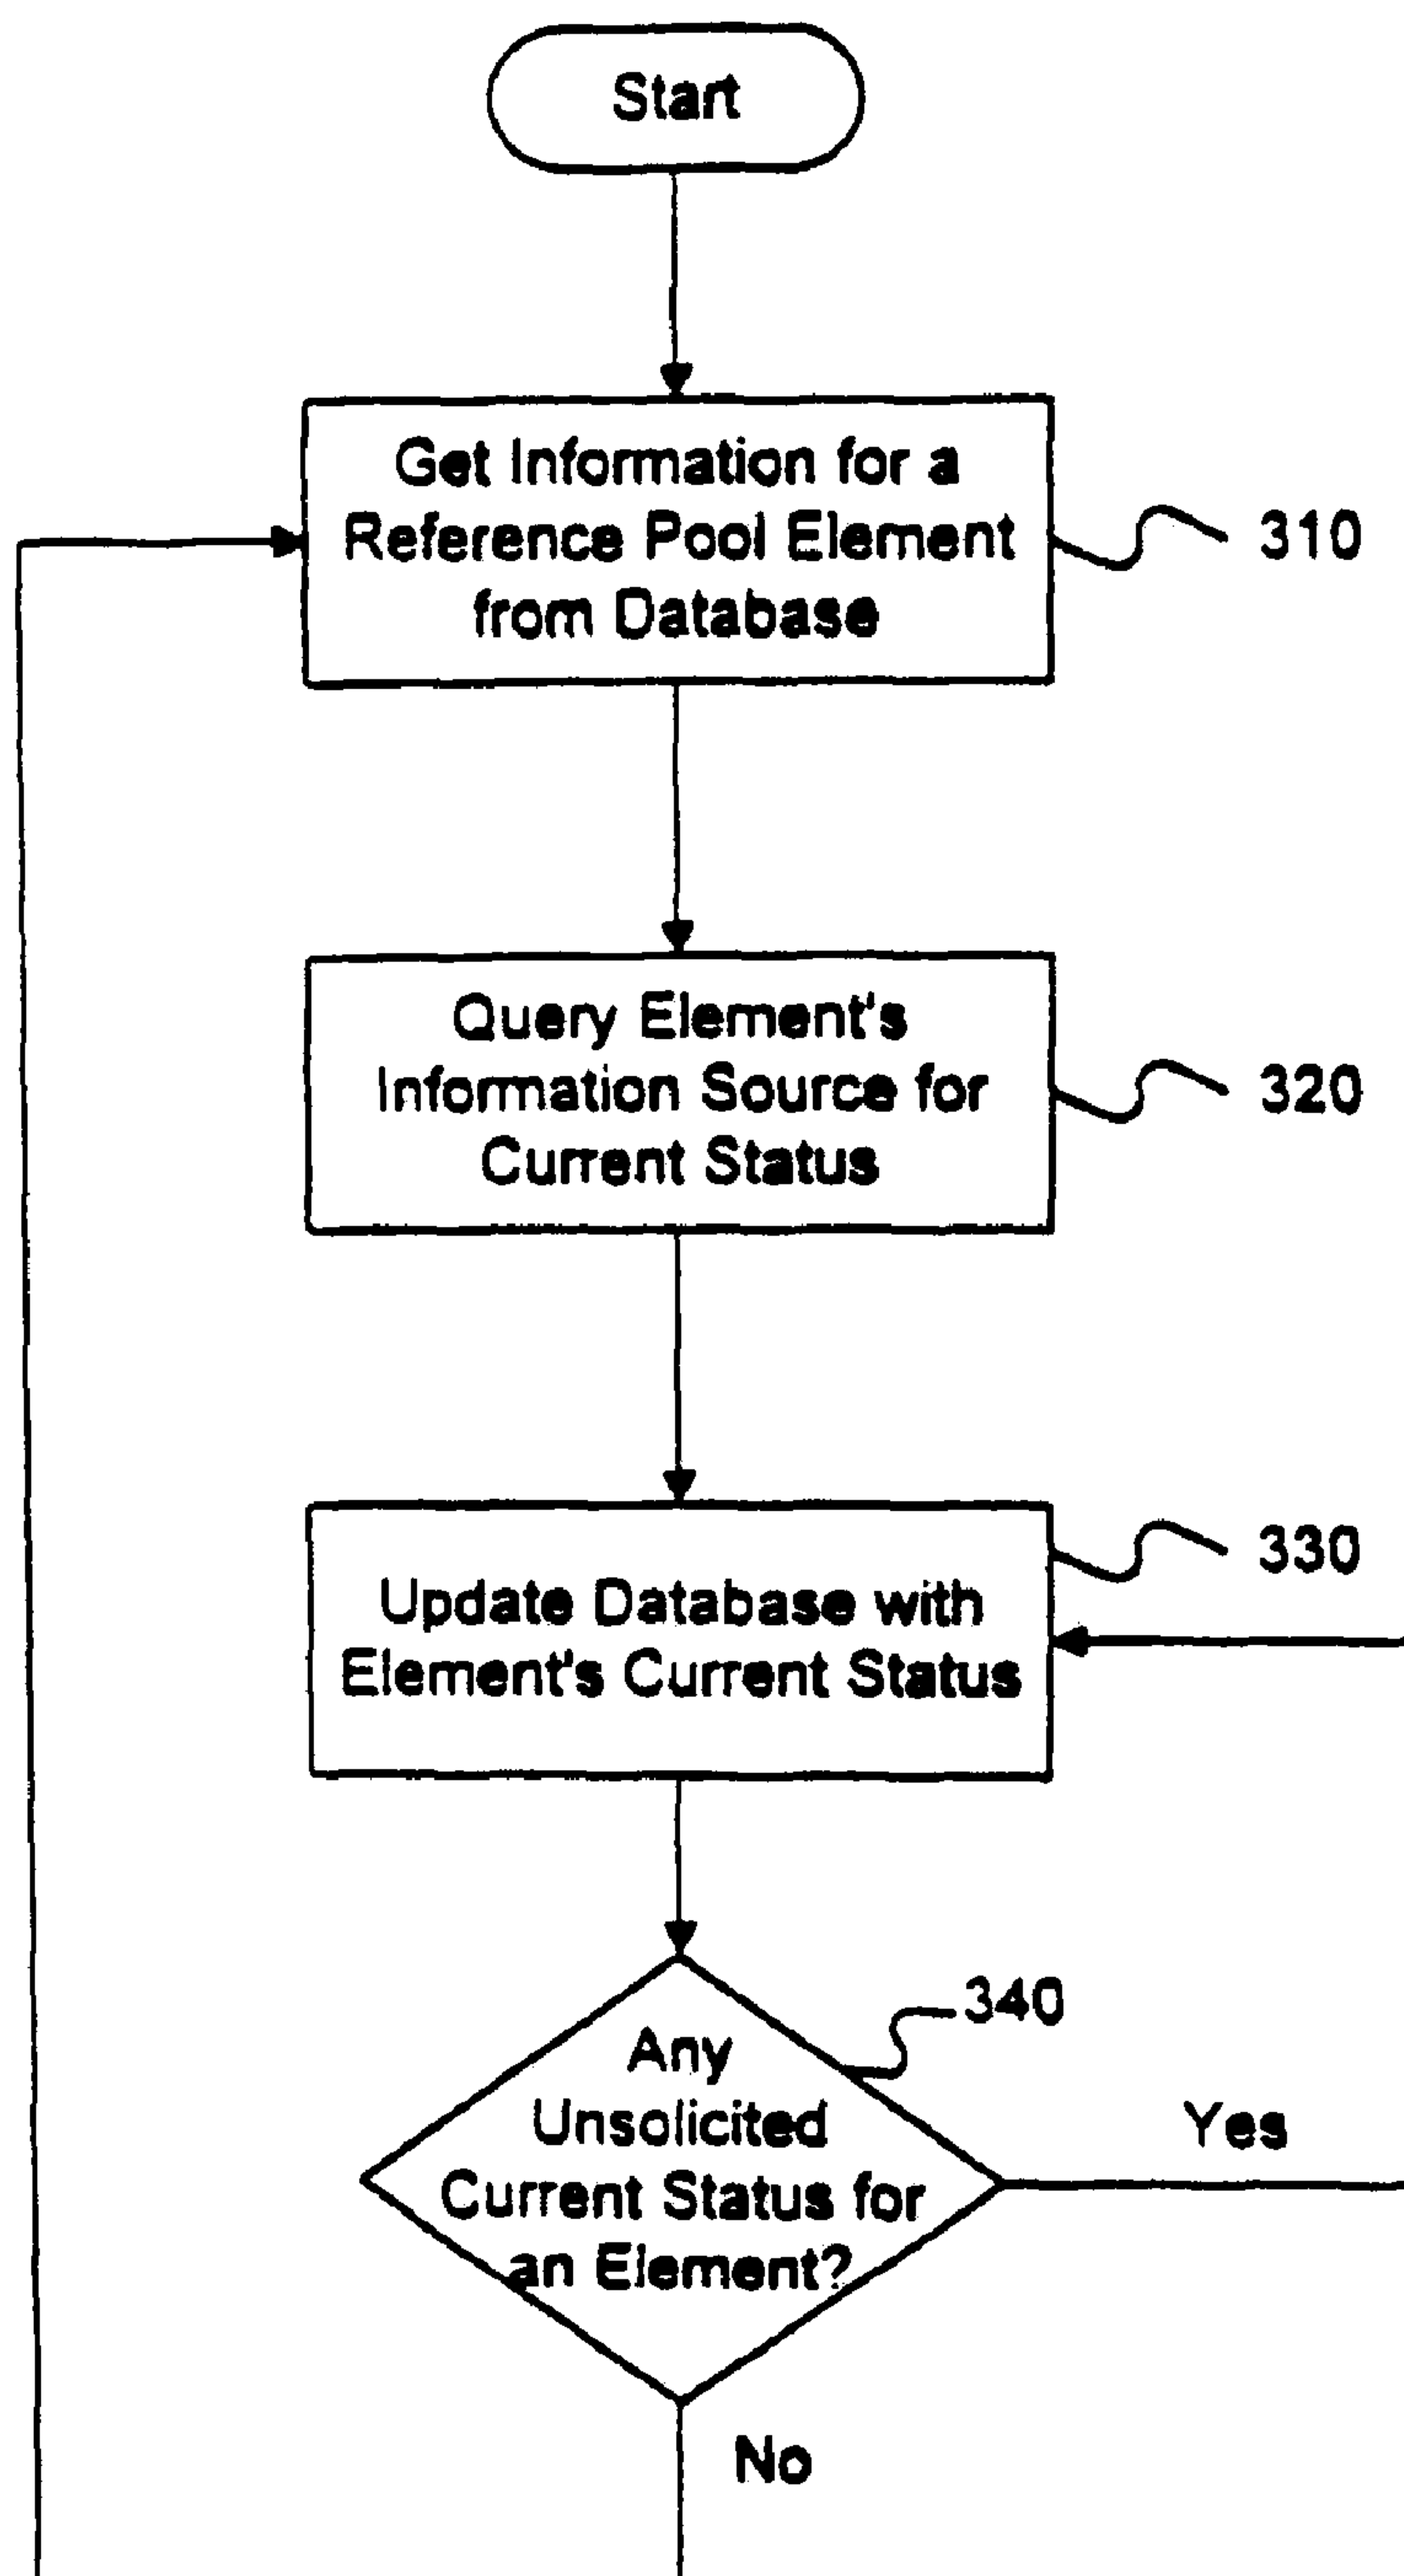 Start
Get Information for a
Reference Pool Element
from Database
310
Query Element's
Information Source for
Current Status
320
330
Update Database with
Element's Current Status
340
Any
Unsolicited
Current Status for
an Element?
Yes
No